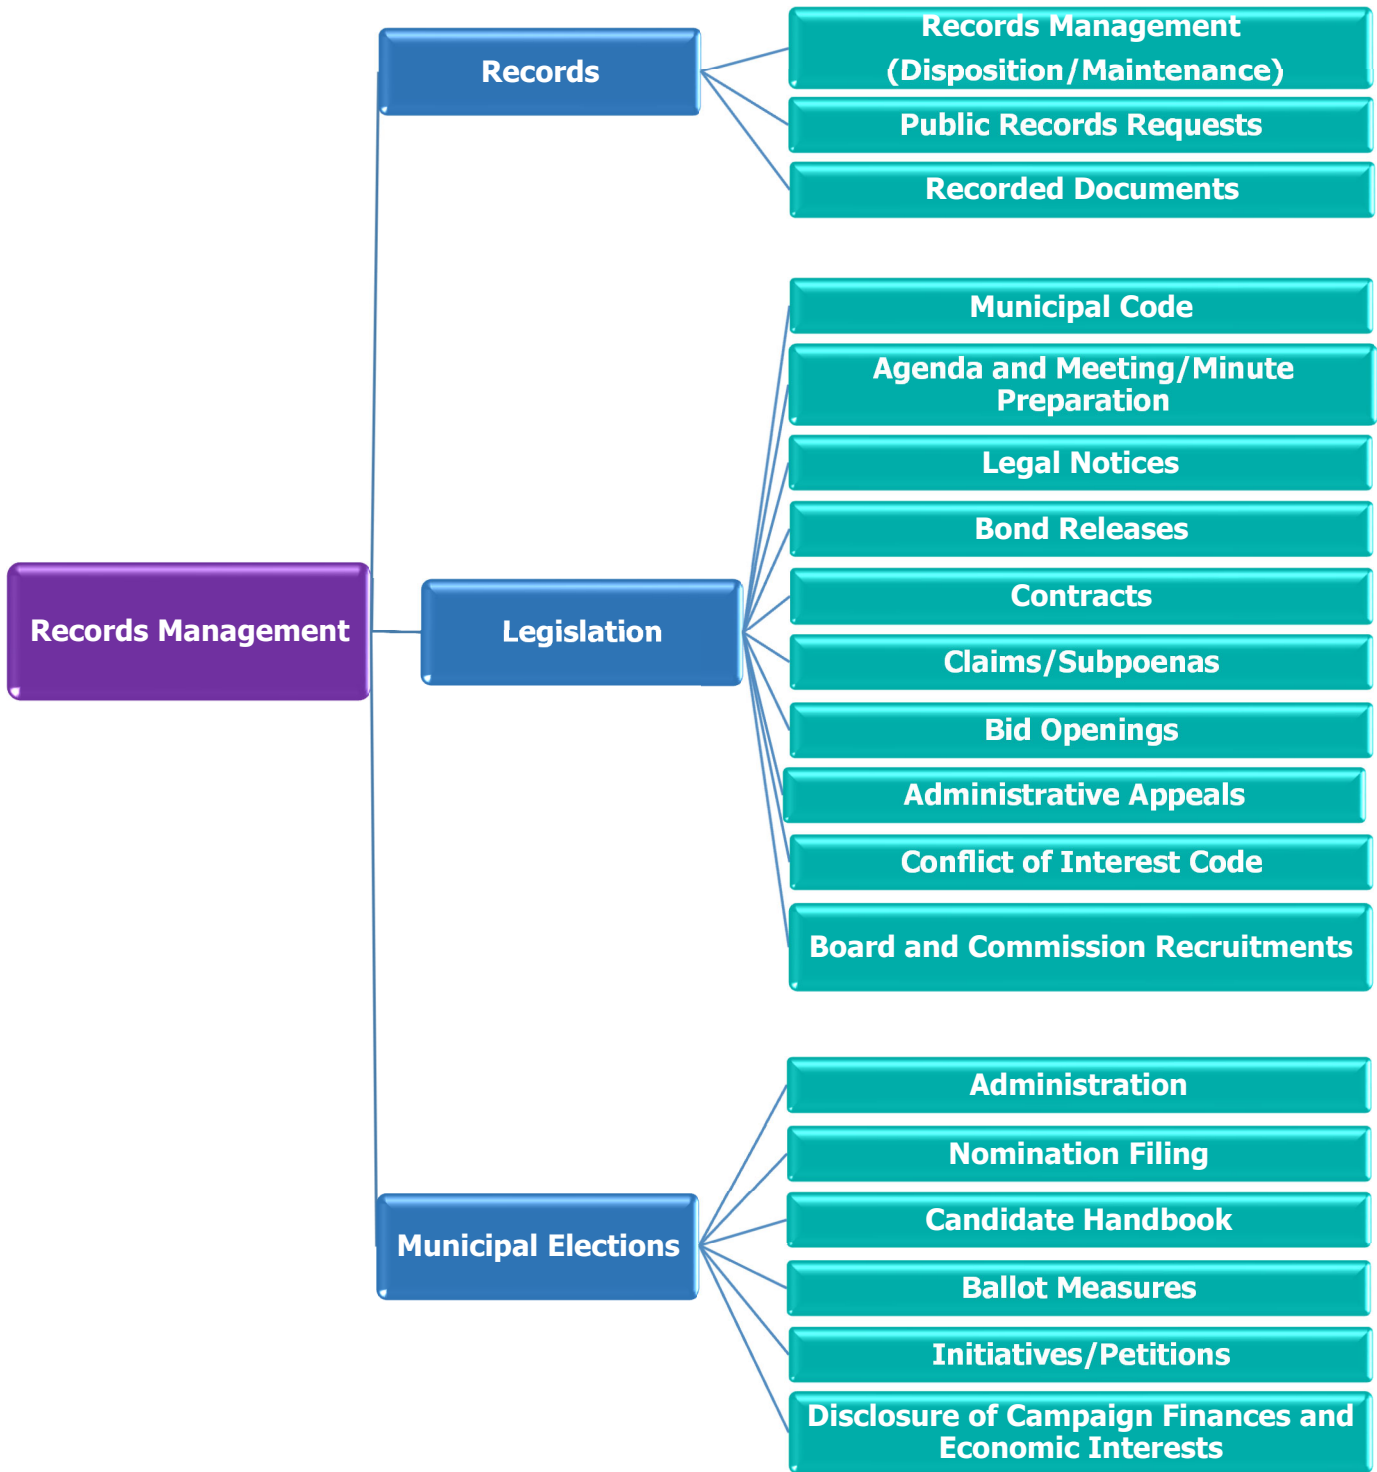 Records Management
Records
Records Management
(Disposition/Maintenance)
Public Records Requests
Recorded Documents
Legislation
Municipal Code
Agenda and Meeting/Minute
Preparation
Legal Notices
Bond Releases
Contracts
Claims/Subpoenas
Bid Openings
Administrative Appeals
Conflict of Interest Code
Board and Commission Recruitments
Municipal Elections
Administration
Nomination Filing
Candidate Handbook
Ballot Measures
Initiatives/Petitions
Disclosure of Campaign Finances and
Economic Interests